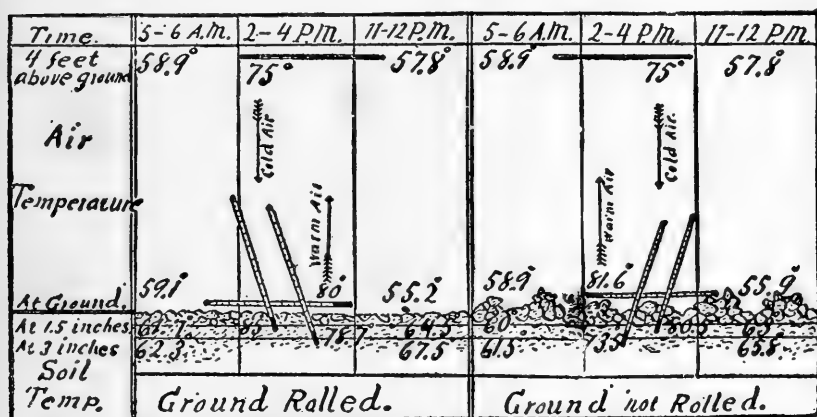 Time. 5-6 A.M. 2-4 P.M. 11-12 P.M. 5-6 A.M. 2-4 P.M. 11-12 P.M.
4 feet above ground 58.9° 75° 57.8° 58.9° 75° 57.8°
Air
Cold Air
Cold Air.
Temperature
Warm Air
Warm Air
At Ground. 59.1° 80° 55.2° 58.9° 81.6° 55.9°
At 1.5 inches 64.5 60°
At 3 inches 62.3 67.5 61.5° 73.5° 65.8°
Soil
Temp. Ground Rolled. Ground not Rolled.